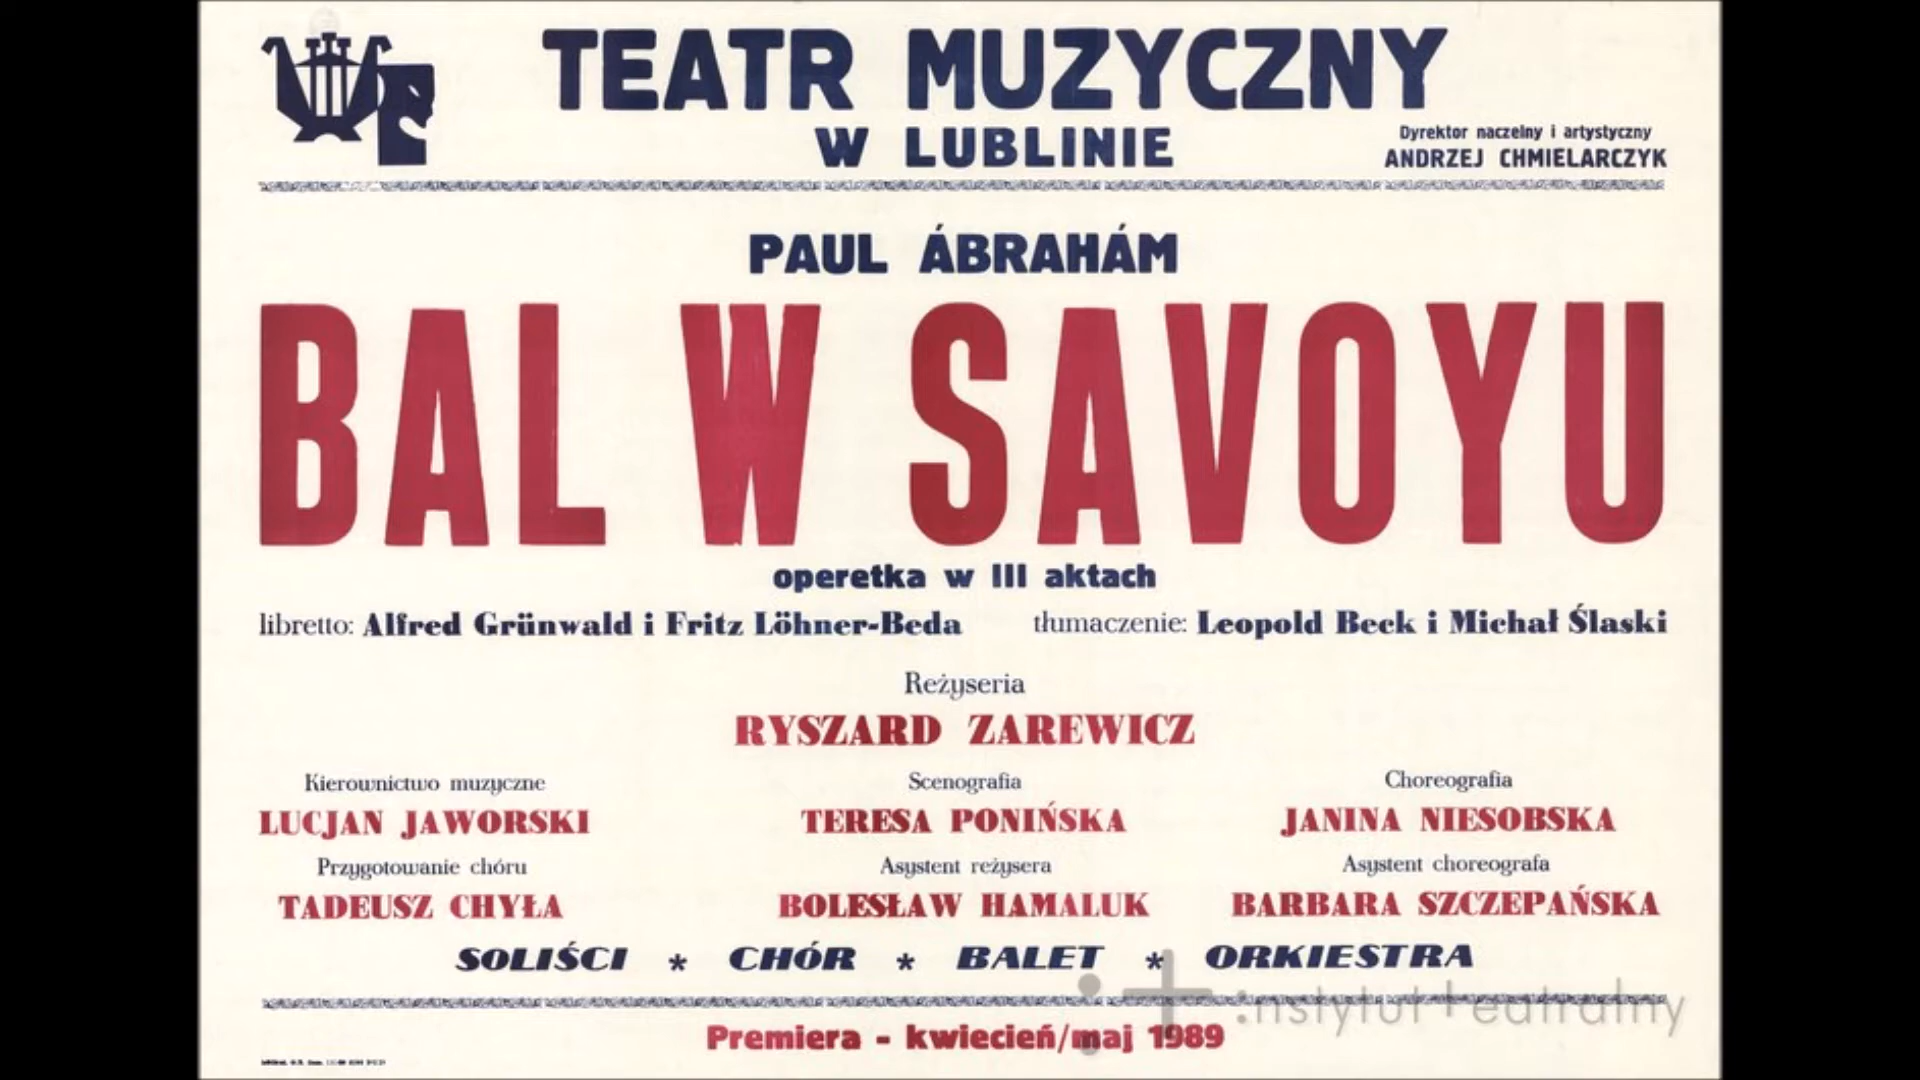 TEATR MUZYCZNY
W LUBLINIE
Dyrektor naczelny i artystyczny
ANDRZEJ CHMIELARCZYK
PAUL ÁBRAHÁM
BAL W SAVOYU
operetka w III aktach
libretto: Alfred Grünwald i Fritz Löhner-Beda tłumaczenie: Leopold Beck i Michał Ślaski
Reżyseria
RYSZARD ZAREWICZ
Kierownictwo muzyczne Scenografia Choreografia
LUCJAN JAWORSKI TERESA PONIŃSKA JANINA NIESOBSKA
Przygotowanie chóru Asystent reżysera Asystent choreografa
TADEUSZ CHYŁA BOLESŁAW HAMALUK BARBARA SZCZEPAŃSKA
SOLIŚCI * CHÓR * BALET * ORKIESTRA
:nstytut teatralny
Premiera - kwiecień/maj 1989